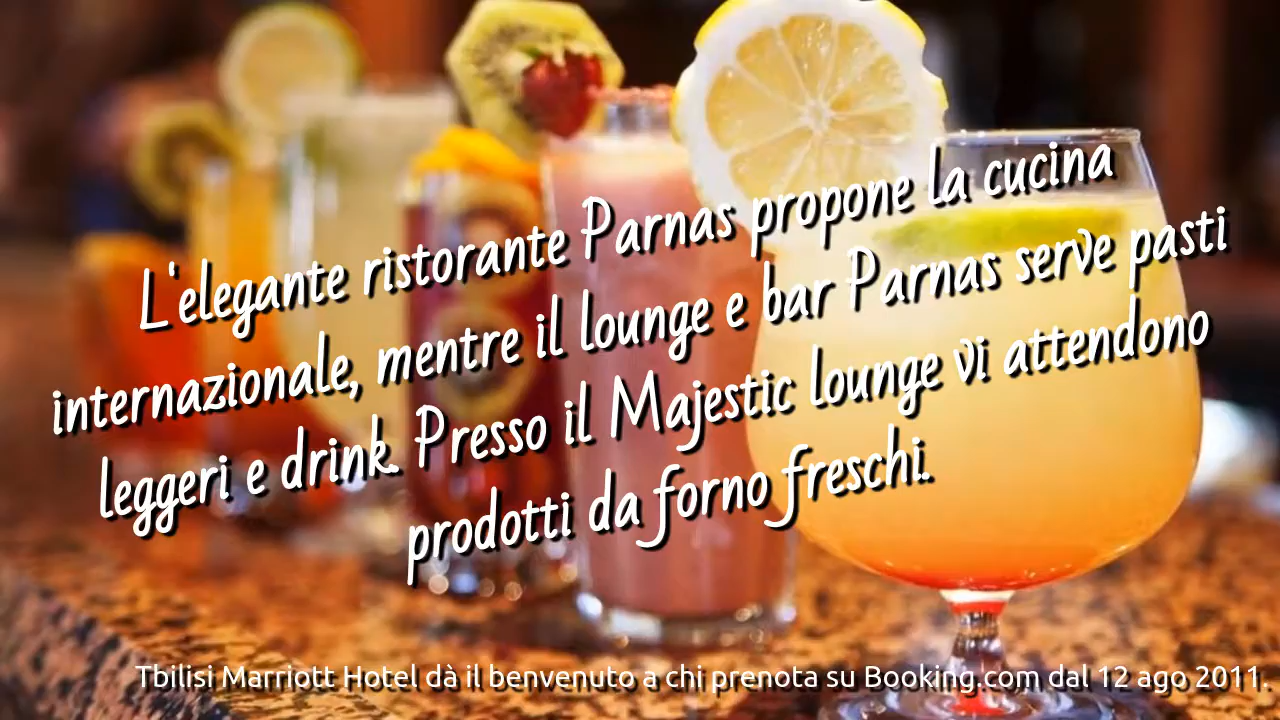 L'elegante ristorante Parnas propone la cucina
internazionale, mentre il lounge e bar Parnas serve pasti
leggeri e drink. Presso il Majestic lounge vi attendono
prodotti da forno freschi.
Tbilisi Marriott Hotel dà il benvenuto a chi prenota su Booking.com dal 12 ago 2011.